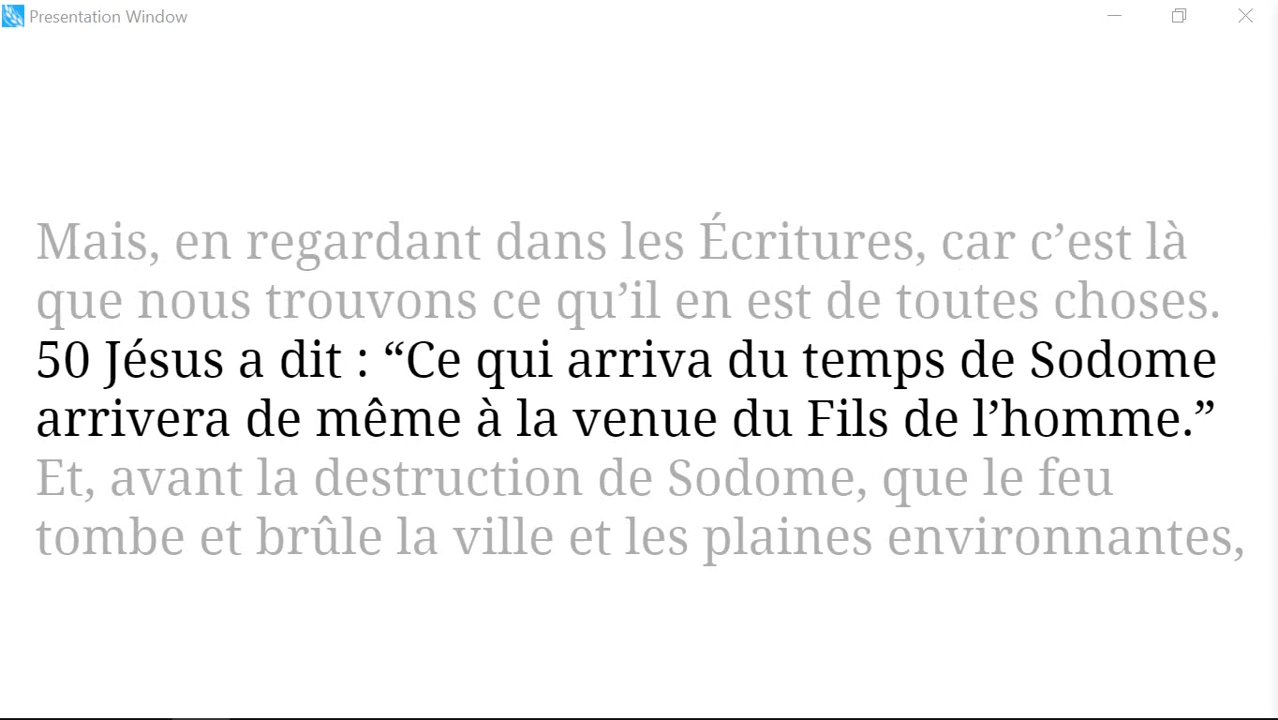 Presentation Window
Mais, en regardant dans les Écritures, car c’est là
que nous trouvons ce qu’il en est de toutes choses.
50 Jésus a dit : “Ce qui arriva du temps de Sodome
arrivera de même à la venue du Fils de l’homme.”
Et, avant la destruction de Sodome, que le feu
tombe et brûle la ville et les plaines environnantes,